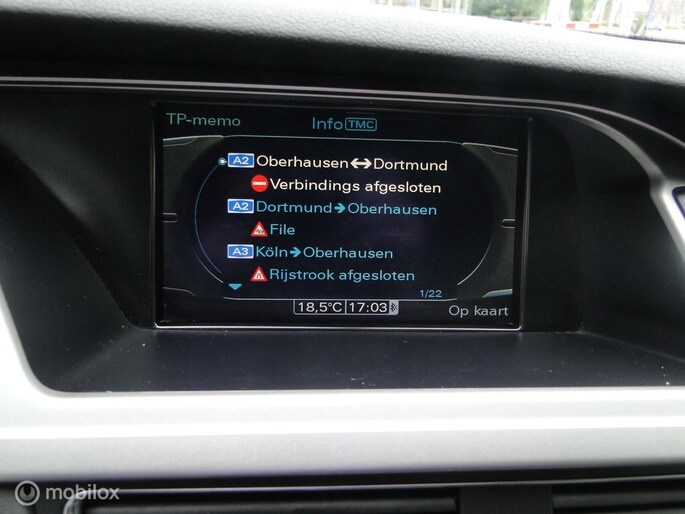 TP-memo
Info TMC
A2 Oberhausen↔Dortmund
Verbindings afgesloten
A2 Dortmund→Oberhausen
File
A3 Köln→Oberhausen
Rijstrook afgesloten
1/22
18,5°C 17:03
Op kaart
mobilox